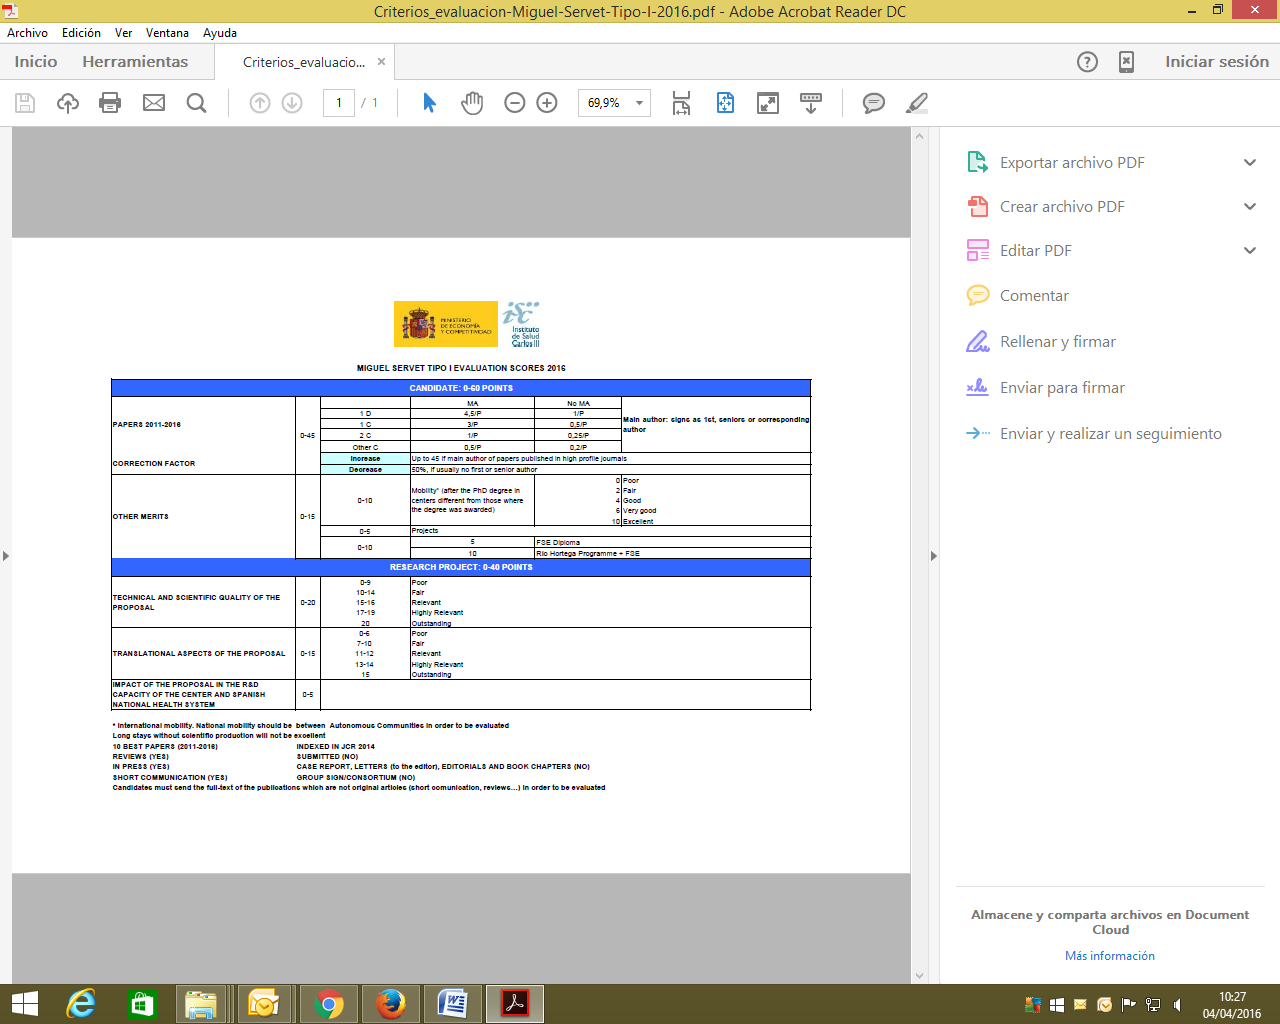 Criterios_evaluacion-Miguel-Servet-Tipo-I-2016.pdf - Adobe Acrobat Reader DC
Archivo Edición Ver Ventana Ayuda
Inicio Herramientas Criterios_evaluacio... × Iniciar sesión
1 / 1 69,9%
Exportar archivo PDF
Crear archivo PDF
Editar PDF
Comentar
Rellenar y firmar
Enviar para firmar
Enviar y realizar un seguimiento
Almacene y comparta archivos en Document
Cloud
Más información
MINISTERIO
DE ECONOMÍA
Y COMPETITIVIDAD
Instituto
de Salud
Carlos III
MIGUEL SERVET TIPO I EVALUATION SCORES 2016
CANDIDATE: 0-60 POINTS
PAPERS 2011-2016
0-45
MA No MA
1 D 4,5/P 1/P
1 C 3/P 0,5/P
2 C 1/P 0,25/P
Other C 0,5/P 0,2/P
Main author: signs as 1st, seniors or corresponding
author
CORRECTION FACTOR
Increase Up to 45 if main author of papers published in high profile journals
Decrease 50%, if usually no first or senior author
OTHER MERITS
0-15
0-10
Mobility* (after the PhD degree in
centers different from those where
the degree was awarded)
0 Poor
2 Fair
4 Good
6 Very good
10 Excellent
0-5 Projects
0-10
5 FSE Diploma
10 Río Hortega Programme + FSE
RESEARCH PROJECT: 0-40 POINTS
TECHNICAL AND SCIENTIFIC QUALITY OF THE
PROPOSAL
0-20
0-9 Poor
10-14 Fair
15-16 Relevant
17-19 Highly Relevant
20 Outstanding
TRANSLATIONAL ASPECTS OF THE PROPOSAL
0-15
0-6 Poor
7-10 Fair
11-12 Relevant
13-14 Highly Relevant
15 Outstanding
IMPACT OF THE PROPOSAL IN THE R&D
CAPACITY OF THE CENTER AND SPANISH
NATIONAL HEALTH SYSTEM
0-5
* International mobility. National mobility should be between Autonomous Communities in order to be evaluated
Long stays without scientific production will not be excellent
10 BEST PAPERS (2011-2016) INDEXED IN JCR 2014
REVIEWS (YES) SUBMITTED (NO)
IN PRESS (YES) CASE REPORT, LETTERS (to the editor), EDITORIALS AND BOOK CHAPTERS (NO)
SHORT COMMUNICATION (YES) GROUP SIGN/CONSORTIUM (NO)
Candidates must send the full-text of the publications which are not original articles (short comunication, reviews...) in order to be evaluated
10:27
04/04/2016